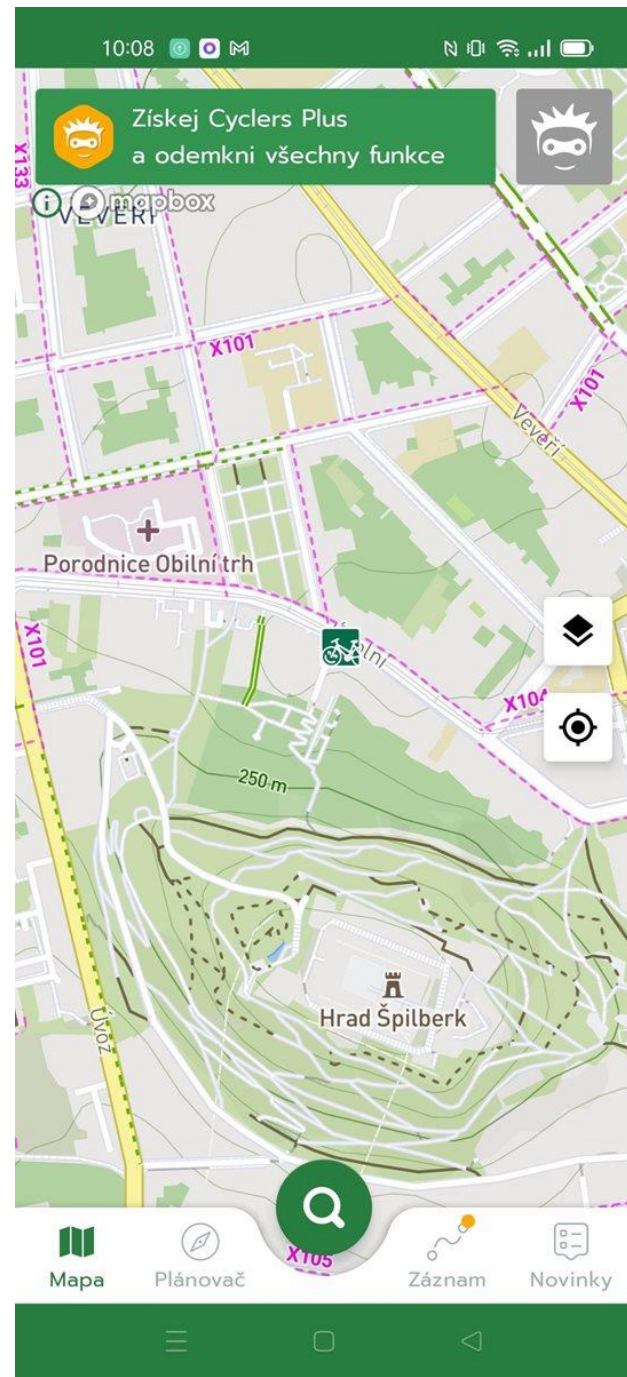 10:08
Získej Cyclers Plus
a odemkni všechny funkce
X133
mapbox
VEVEŘÍ
X101
X101
Veveří
Porodnice Obilní trh
X101
X104
250 m
Hrad Špilberk
Úvoz
X105
Mapa
Plánovač
Záznam
Novinky